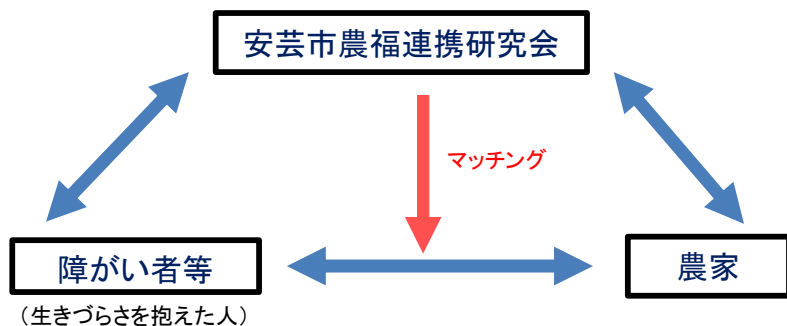 安芸市農福連携研究会
マッチング
障がい者等
農家
（生きづらさを抱えた人）